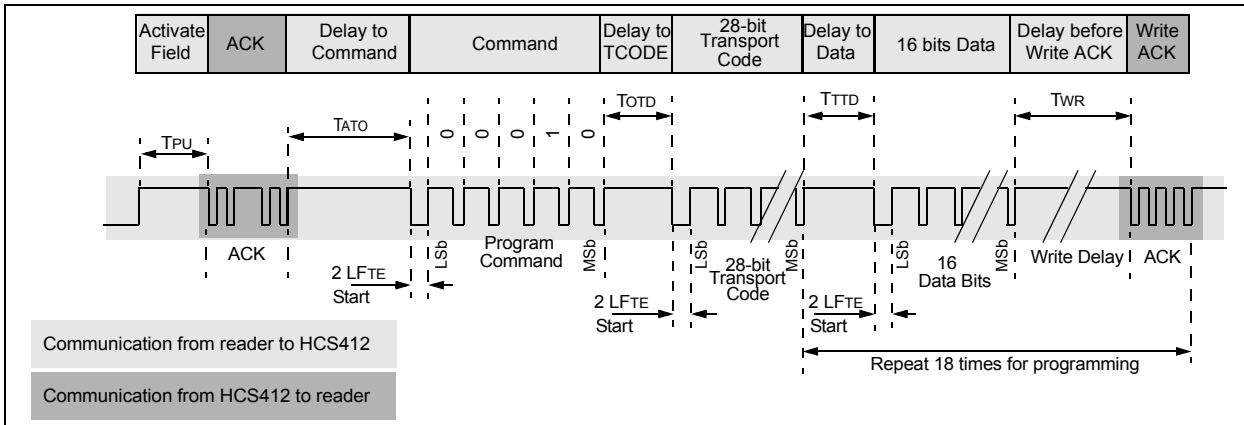 Activate
Field
ACK
Delay to
Command
Command
Delay to
TCODE
28-bit
Transport
Code
Delay to
Data
16 bits Data
Delay before
Write ACK
Write
ACK
TPU
TATO
0
0
0
1
0
TOTD
TTTD
TWR
ACK
LSb
Program
Command
MSb
LSb
28-bit
Transport
Code
MSb
LSb
16
Data Bits
MSb
Write Delay
ACK
2 LFTE
Start
2 LFTE
Start
2 LFTE
Start
Repeat 18 times for programming
Communication from reader to HCS412
Communication from HCS412 to reader